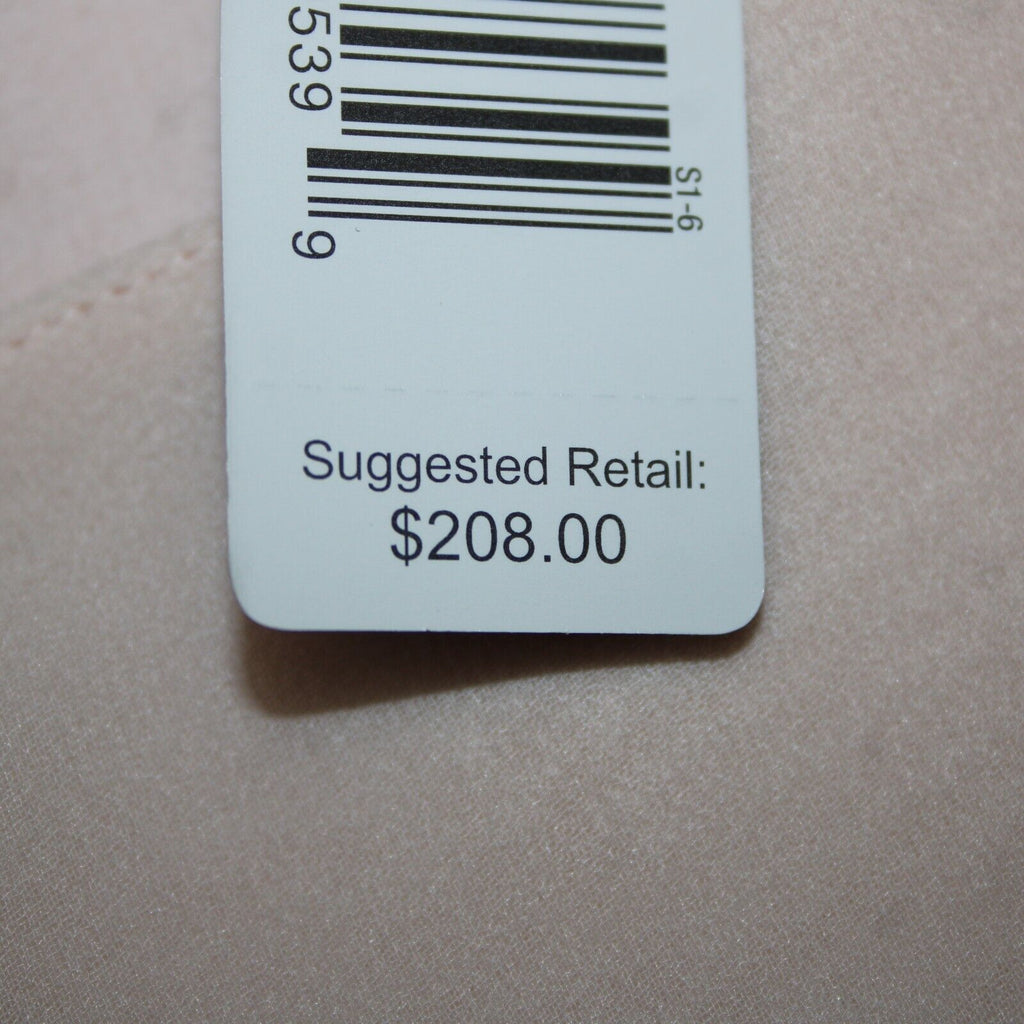 539
9
S1-6
Suggested Retail:
$208.00